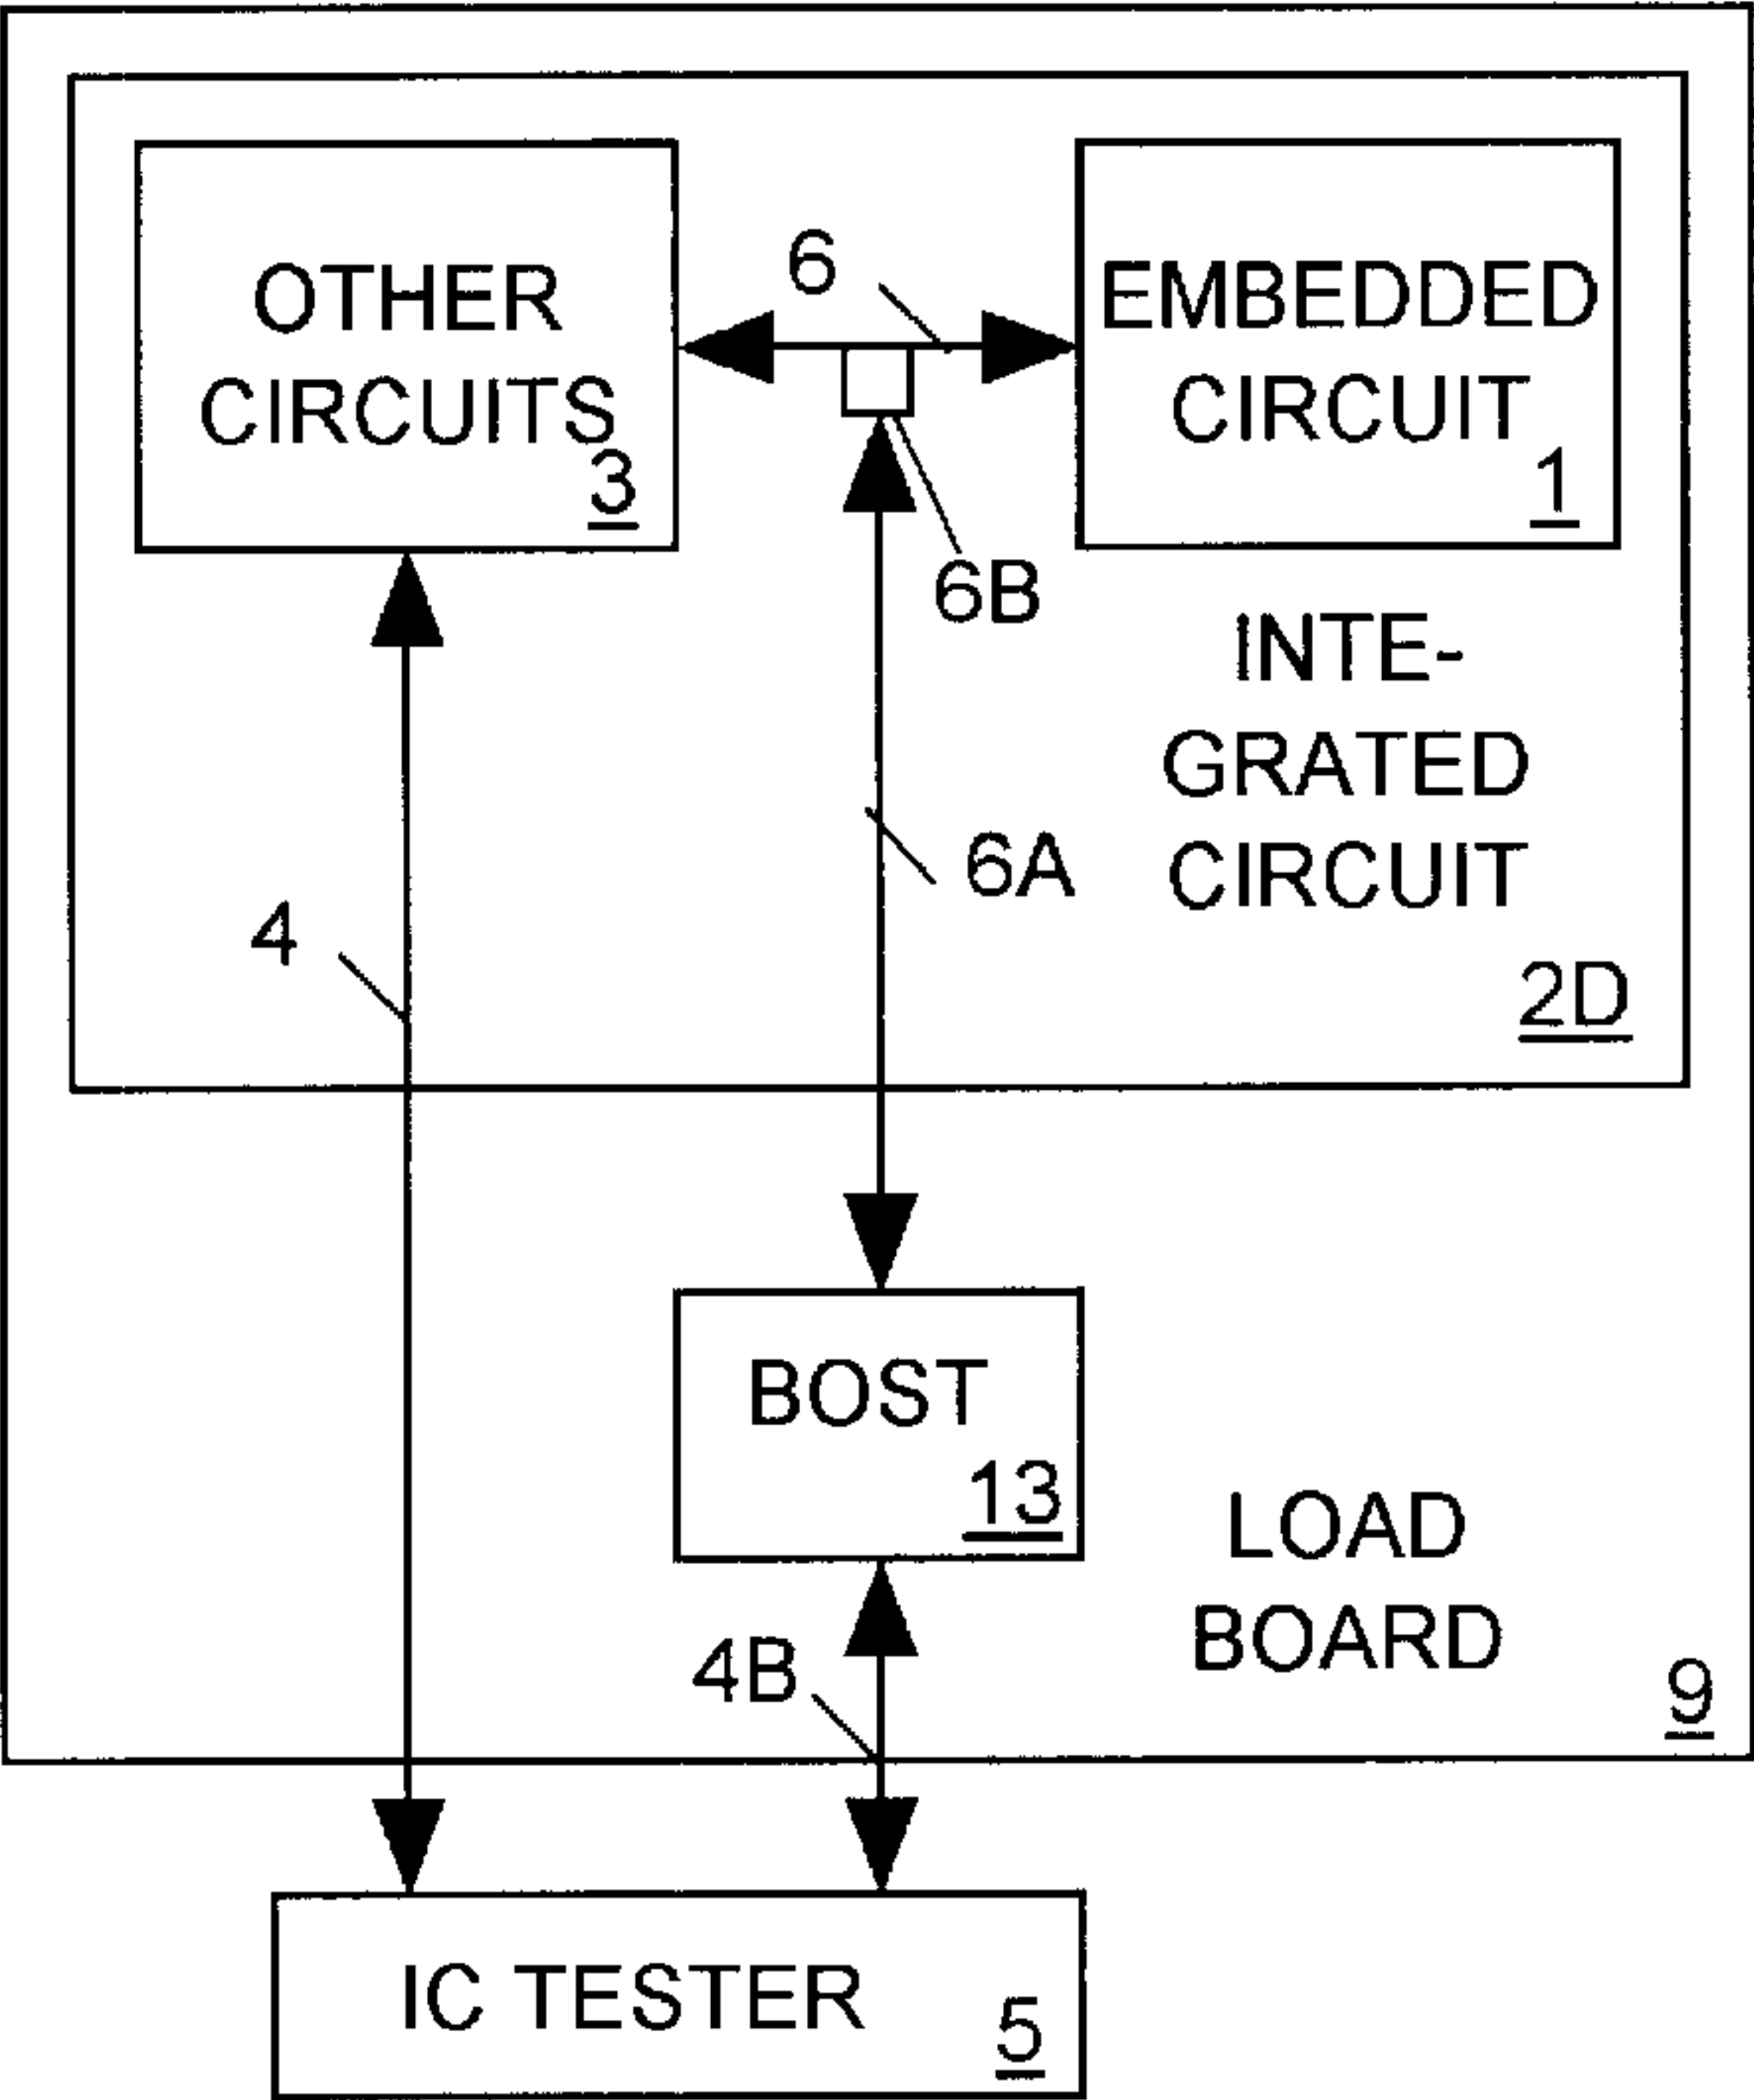 OTHER
CIRCUITS
3
6
EMBEDDED
CIRCUIT
1
6B
INTE-
GRATED
CIRCUIT
2D
6A
4
BOST
13
LOAD
BOARD
9
4B
IC TESTER
5